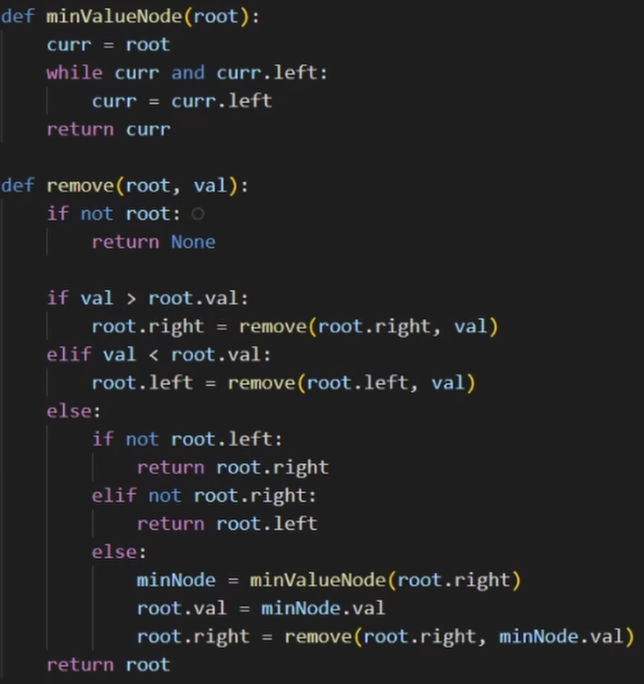 def minValueNode(root):
    curr = root
    while curr and curr.left:
        curr = curr.left
    return curr

def remove(root, val):
    if not root:
        return None

    if val > root.val:
        root.right = remove(root.right, val)
    elif val < root.val:
        root.left = remove(root.left, val)
    else:
        if not root.left:
            return root.right
        elif not root.right:
            return root.left
        else:
            minNode = minValueNode(root.right)
            root.val = minNode.val
            root.right = remove(root.right, minNode.val)
    return root